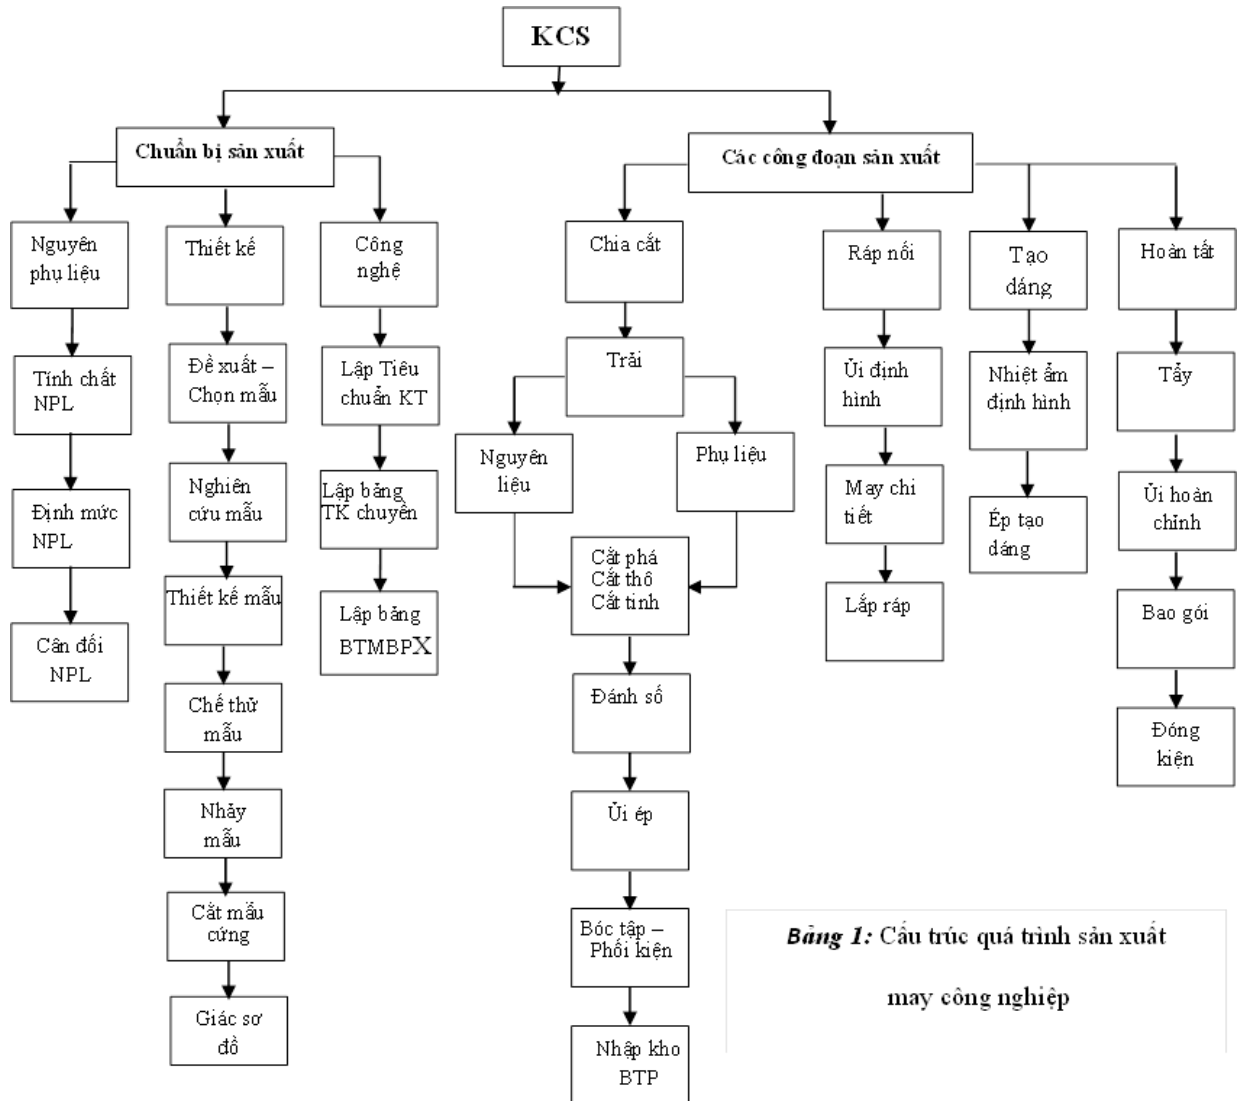 KCS
Chuẩn bị sản xuất
Các công đoạn sản xuất
Nguyên
phụ liệu
Tính chất
NPL
Định mức
NPL
Cân đối
NPL
Thiết kế
Đề xuất –
Chọn mẫu
Nghiên
cứu mẫu
Thiết kế mẫu
Chế thử
mẫu
Nhảy
mẫu
Cắt mẫu
cứng
Giác sơ
đồ
Công
nghệ
Lập Tiêu
chuẩn KT
Lập bảng
TK chuyền
Lập bảng
BTMBPX
Chia cắt
Trải
Nguyên
liệu
Phụ liệu
Cắt phá
Cắt thô
Cắt tinh
Đánh số
Ủi ép
Bóc tập –
Phối kiện
Nhập kho
BTP
Ráp nối
Ủi định
hình
May chi
tiết
Lắp ráp
Tạo
dáng
Nhiệt ẩm
định hình
Ép tạo
dáng
Hoàn tất
Tẩy
Ủi hoàn
chỉnh
Bao gói
Đóng
kiện
Bảng 1: Cấu trúc quá trình sản xuất
may công nghiệp